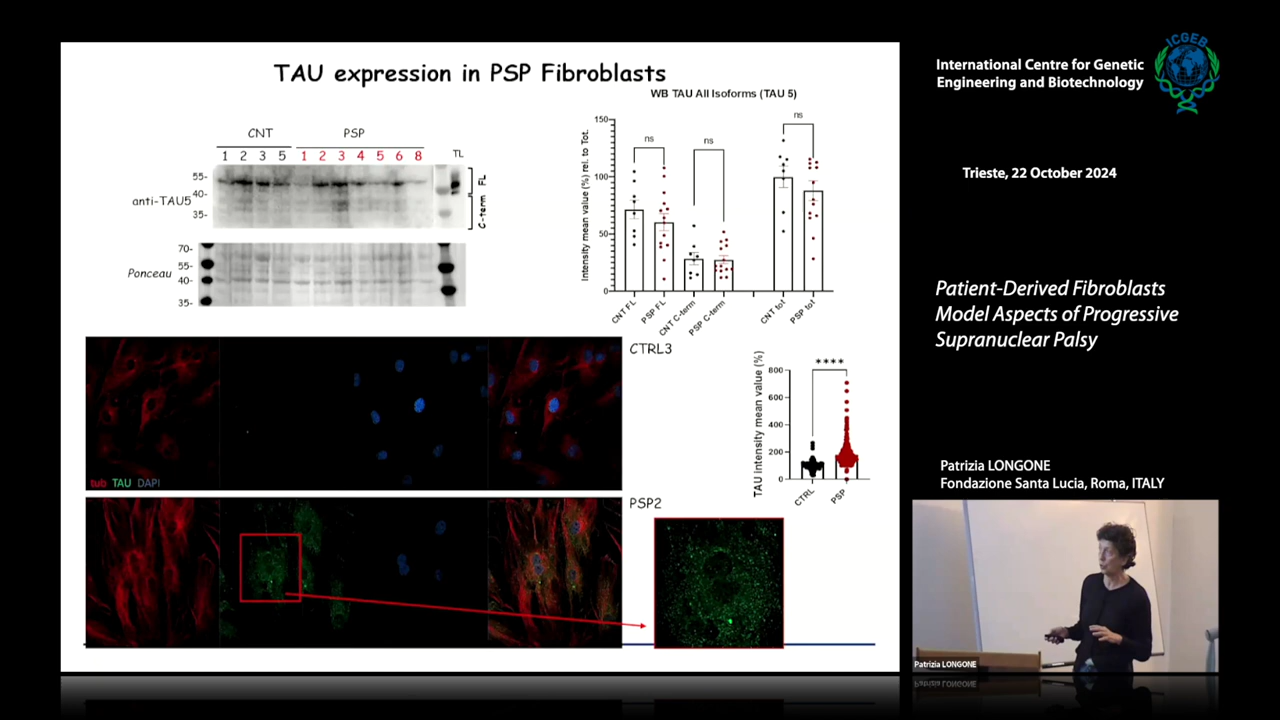 TAU expression in PSP Fibroblasts
CNT PSP
1 2 3 5 1 2 3 4 5 6 8 TL
55-
40-
35-
anti-TAU5
FL
C-term
70-
55-
40-
35-
Ponceau
WB TAU All Isoforms (TAU 5)
Intensity mean value (%) rel. to Tot.
150
100
50
0
ns
ns
ns
CNT FL
PSP FL
CNT C-term
PSP C-term
CNT tot
PSP tot
CTRL3
tub TAU DAPI
PSP2
TAU intensity mean value (%)
800
600
400
200
0
****
CTRL
PSP
ICGEB
International Centre for Genetic
Engineering and Biotechnology
Trieste, 22 October 2024
Patient-Derived Fibroblasts
Model Aspects of Progressive
Supranuclear Palsy
Patrizia LONGONE
Fondazione Santa Lucia, Roma, ITALY
Patrizia LONGONE